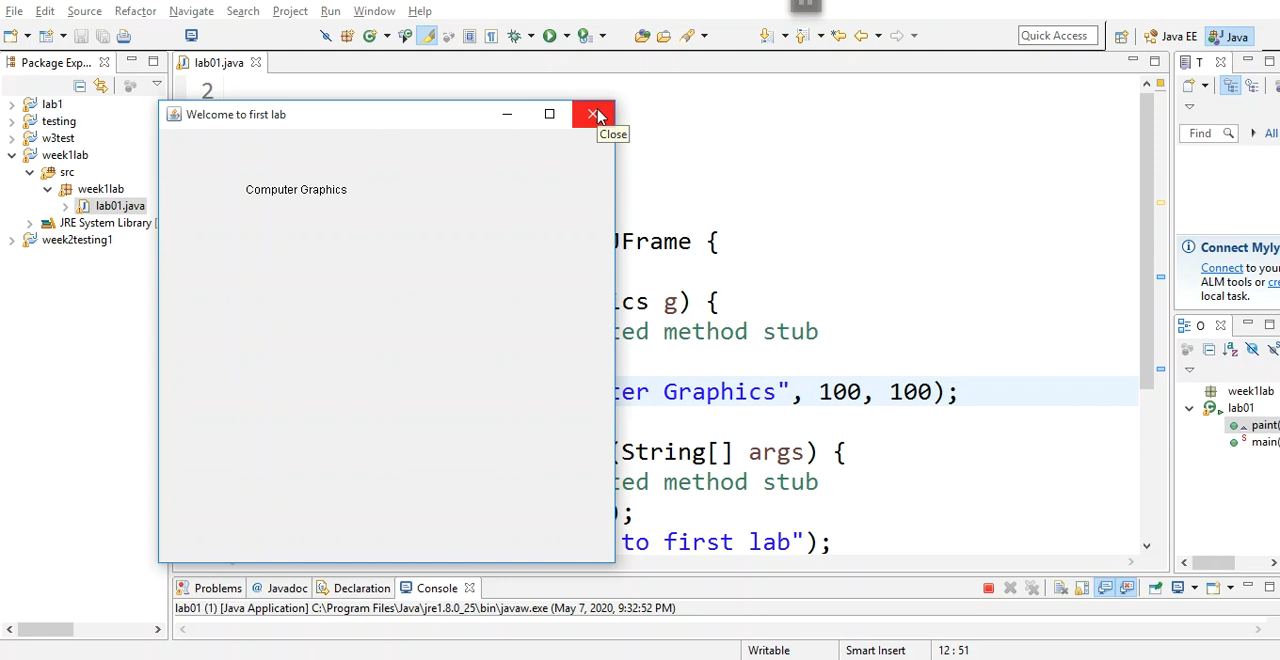 File Edit Source Refactor Navigate Search Project Run Window Help
Quick Access Java EE Java
Package Exp... lab01.java T
2
lab1
testing
w3test
week1lab
src
week1lab
lab01.java
JRE System Library [
week2testing1
Welcome to first lab
Close
Computer Graphics
JFrame {
ics g) {
ted method stub
ter Graphics", 100, 100);
(String[] args) {
ted method stub
);
to first lab");
Find All
Connect Myly
Connect to your
ALM tools or cre
local task.
O
week1lab
lab01
paint(
main(
Problems @ Javadoc Declaration Console
lab01 (1) [Java Application] C:\Program Files\Java\jre1.8.0_25\bin\javaw.exe (May 7, 2020, 9:32:52 PM)
Writable Smart Insert 12 : 51